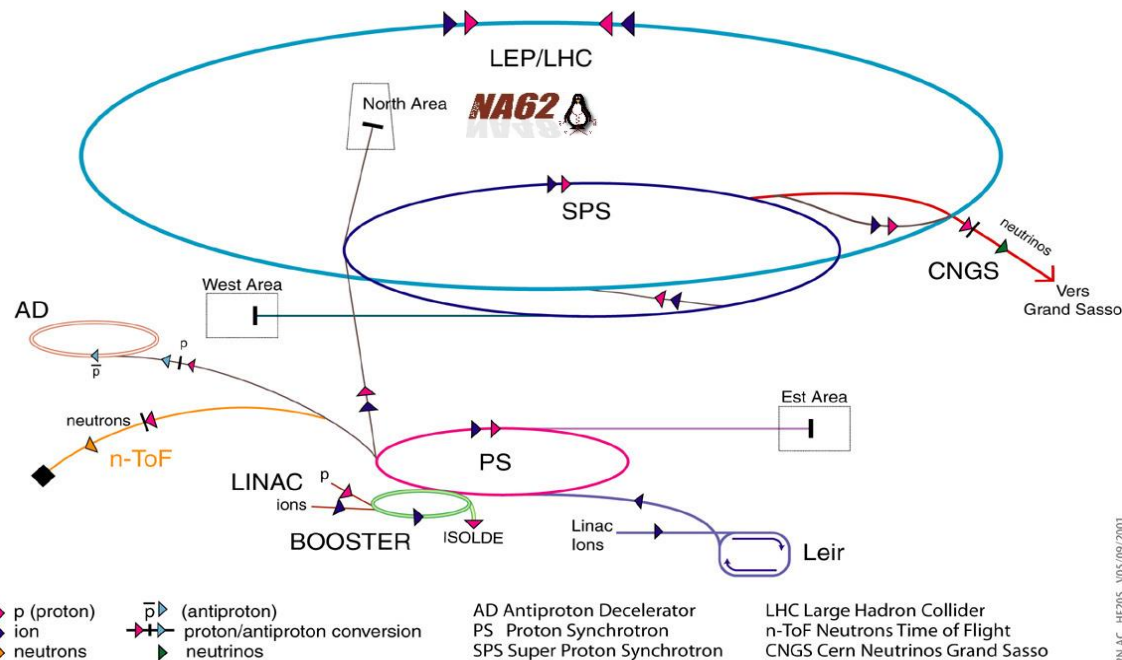 LEP/LHC
North Area
NA62
NA48
SPS
neutrinos
CNGS
Vers
Grand Sasso
West Area
AD
p
p̅
neutrons
n-ToF
Est Area
PS
LINAC
p
ions
BOOSTER
ISOLDE
Linac
Ions
Leir
p (proton)
ion
neutrons
p̅ (antiproton)
proton/antiproton conversion
neutrinos
AD Antiproton Decelerator
PS Proton Synchrotron
SPS Super Proton Synchrotron
LHC Large Hadron Collider
n-ToF Neutrons Time of Flight
CNGS Cern Neutrinos Grand Sasso